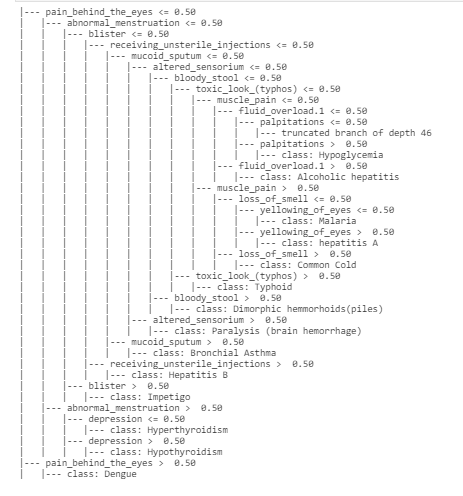 |--- pain_behind_the_eyes <= 0.50
|   |--- abnormal_menstruation <= 0.50
|   |   |--- blister <= 0.50
|   |   |   |--- receiving_unsterile_injections <= 0.50
|   |   |   |   |--- mucoid_sputum <= 0.50
|   |   |   |   |   |--- altered_sensorium <= 0.50
|   |   |   |   |   |   |--- bloody_stool <= 0.50
|   |   |   |   |   |   |   |--- toxic_look_(typhos) <= 0.50
|   |   |   |   |   |   |   |   |--- muscle_pain <= 0.50
|   |   |   |   |   |   |   |   |   |--- fluid_overload.1 <= 0.50
|   |   |   |   |   |   |   |   |   |   |--- palpitations <= 0.50
|   |   |   |   |   |   |   |   |   |   |   |--- truncated branch of depth 46
|   |   |   |   |   |   |   |   |   |   |--- palpitations >  0.50
|   |   |   |   |   |   |   |   |   |   |   |--- class: Hypoglycemia
|   |   |   |   |   |   |   |   |   |--- fluid_overload.1 >  0.50
|   |   |   |   |   |   |   |   |   |   |--- class: Alcoholic hepatitis
|   |   |   |   |   |   |   |   |--- muscle_pain >  0.50
|   |   |   |   |   |   |   |   |   |--- loss_of_smell <= 0.50
|   |   |   |   |   |   |   |   |   |   |--- yellowing_of_eyes <= 0.50
|   |   |   |   |   |   |   |   |   |   |   |--- class: Malaria
|   |   |   |   |   |   |   |   |   |   |--- yellowing_of_eyes >  0.50
|   |   |   |   |   |   |   |   |   |   |   |--- class: hepatitis A
|   |   |   |   |   |   |   |   |   |--- loss_of_smell >  0.50
|   |   |   |   |   |   |   |   |   |   |--- class: Common Cold
|   |   |   |   |   |   |   |--- toxic_look_(typhos) >  0.50
|   |   |   |   |   |   |   |   |--- class: Typhoid
|   |   |   |   |   |   |--- bloody_stool >  0.50
|   |   |   |   |   |   |   |--- class: Dimorphic hemmorhoids(piles)
|   |   |   |   |   |--- altered_sensorium >  0.50
|   |   |   |   |   |   |--- class: Paralysis (brain hemorrhage)
|   |   |   |   |--- mucoid_sputum >  0.50
|   |   |   |   |   |--- class: Bronchial Asthma
|   |   |   |--- receiving_unsterile_injections >  0.50
|   |   |   |   |--- class: Hepatitis B
|   |   |--- blister >  0.50
|   |   |   |--- class: Impetigo
|   |--- abnormal_menstruation >  0.50
|   |   |--- depression <= 0.50
|   |   |   |--- class: Hyperthyroidism
|   |   |--- depression >  0.50
|   |   |   |--- class: Hypothyroidism
|--- pain_behind_the_eyes >  0.50
|   |--- class: Dengue